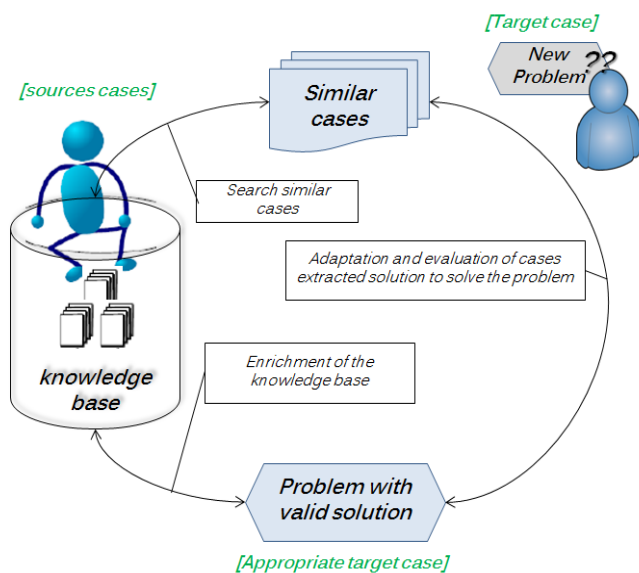 [Target case]
New
Problem
??
[sources cases]
Similar
cases
Search similar
cases
Adaptation and evaluation of cases
extracted solution to solve the problem
knowledge
base
Enrichment of the
knowledge base
Problem with
valid solution
[Appropriate target case]